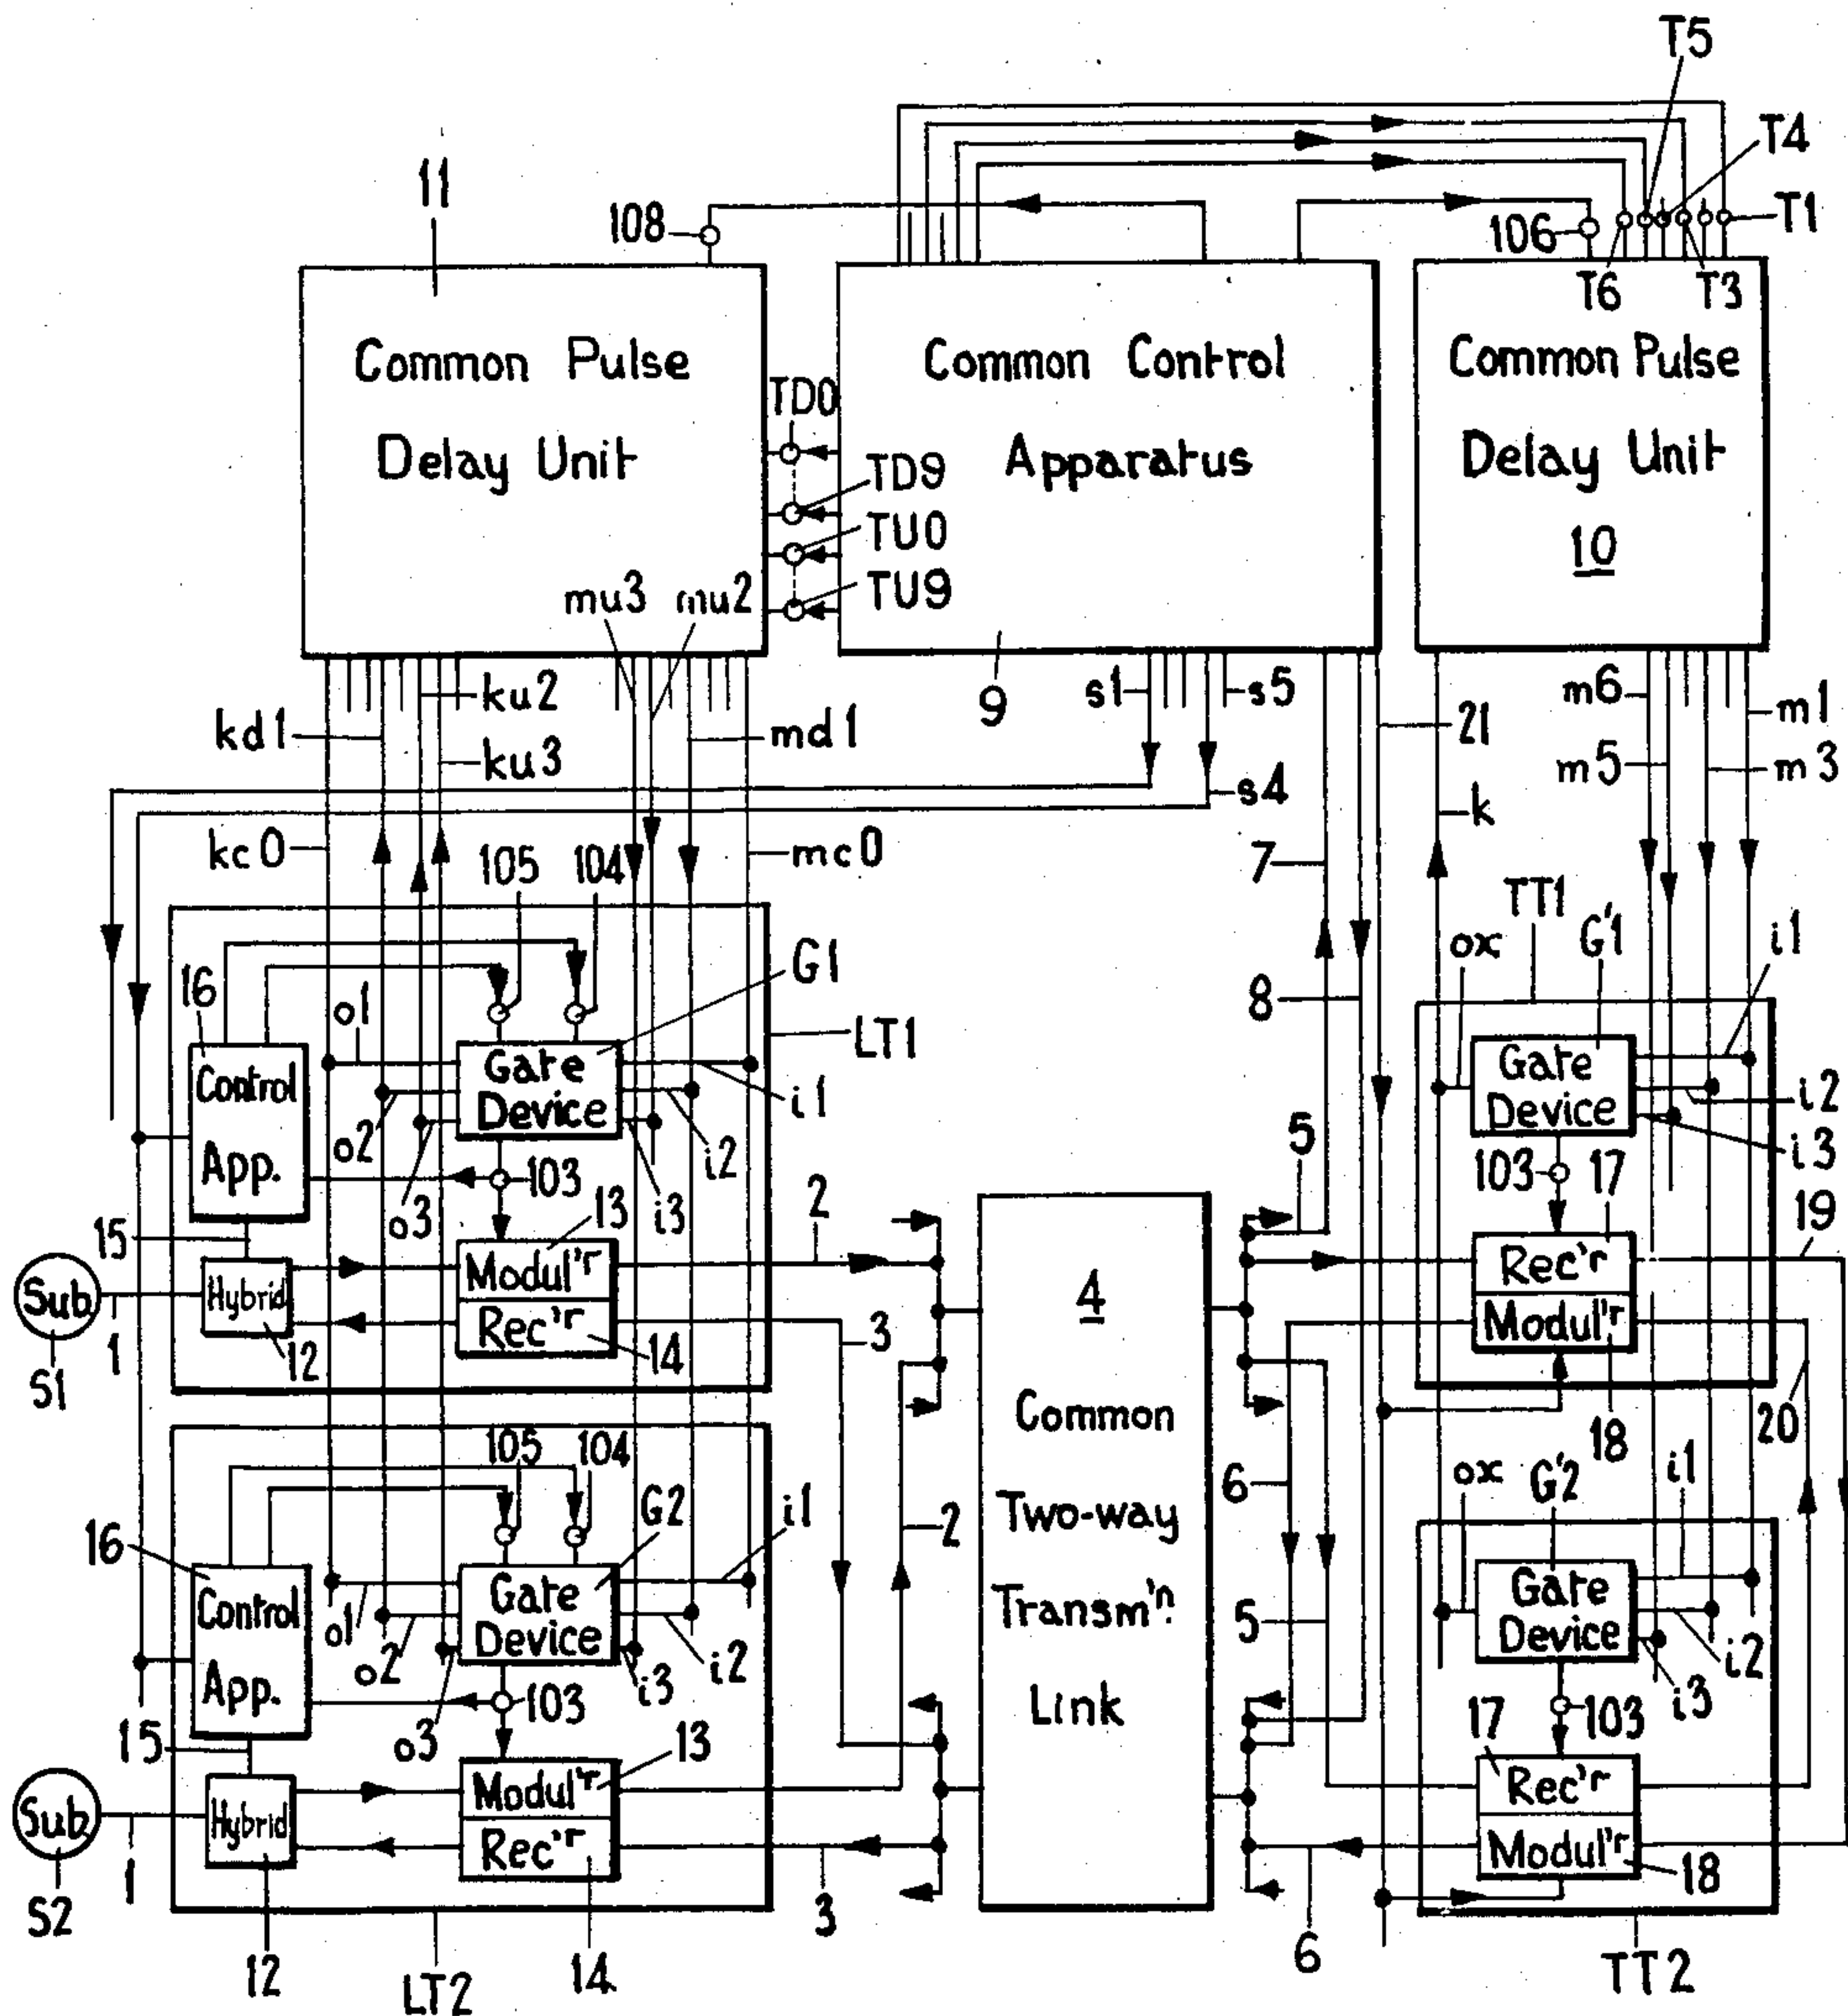 T5
T4
11
108
106
T1
T6
T3
Common Pulse
Delay Unit
Common Control
Apparatus
Common Pulse
Delay Unit
10
TD0
TD9
TU0
TU9
mu3
mu2
9
s1
s5
kd1
ku2
ku3
md1
21
m6
m1
m5
m3
s4
k
kc0
105
104
mc0
7
TT1
G'1
ox
i1
16
o1
G1
8
LT1
Control
App.
Gate
Device
i1
Gate
Device
i2
o2
i2
5
i3
103
o3
103
13
i3
2
17
19
15
Sub
Hybrid
Modul'r
Rec'r
4
Rec'r
Modul'r
1
12
14
3
S1
Common
Two-way
Transm'n.
Link
18
20
105
104
G2
i1
6
ox
G'2
i1
2
16
Control
App.
Gate
Device
Gate
Device
o1
o2
i2
5
i2
i3
i3
103
o3
103
15
13
17
Sub
Hybrid
Modul'r
Rec'r
Rec'r
Modul'r
18
1
S2
12
LT2
14
3
6
TT2